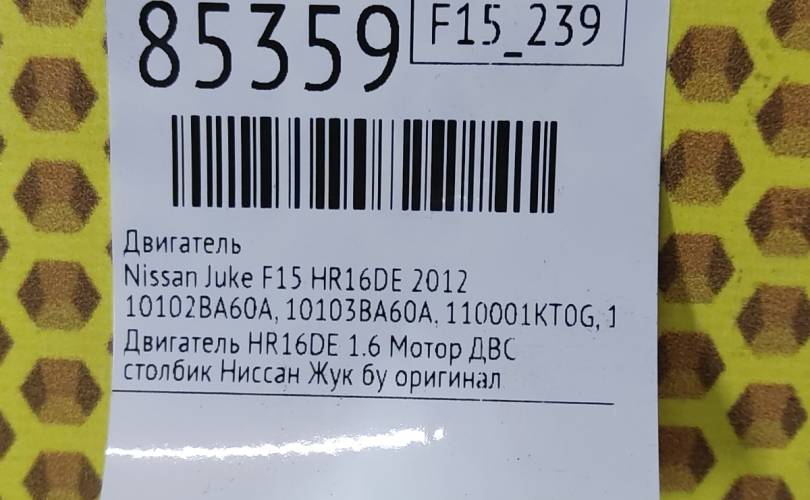 85359
F15_239
Двигатель
Nissan Juke F15 HR16DE 2012
10102BA60A, 10103BA60A, 110001KT0G, 1
Двигатель HR16DE 1.6 Мотор ДВС
столбик Ниссан Жук бу оригинал